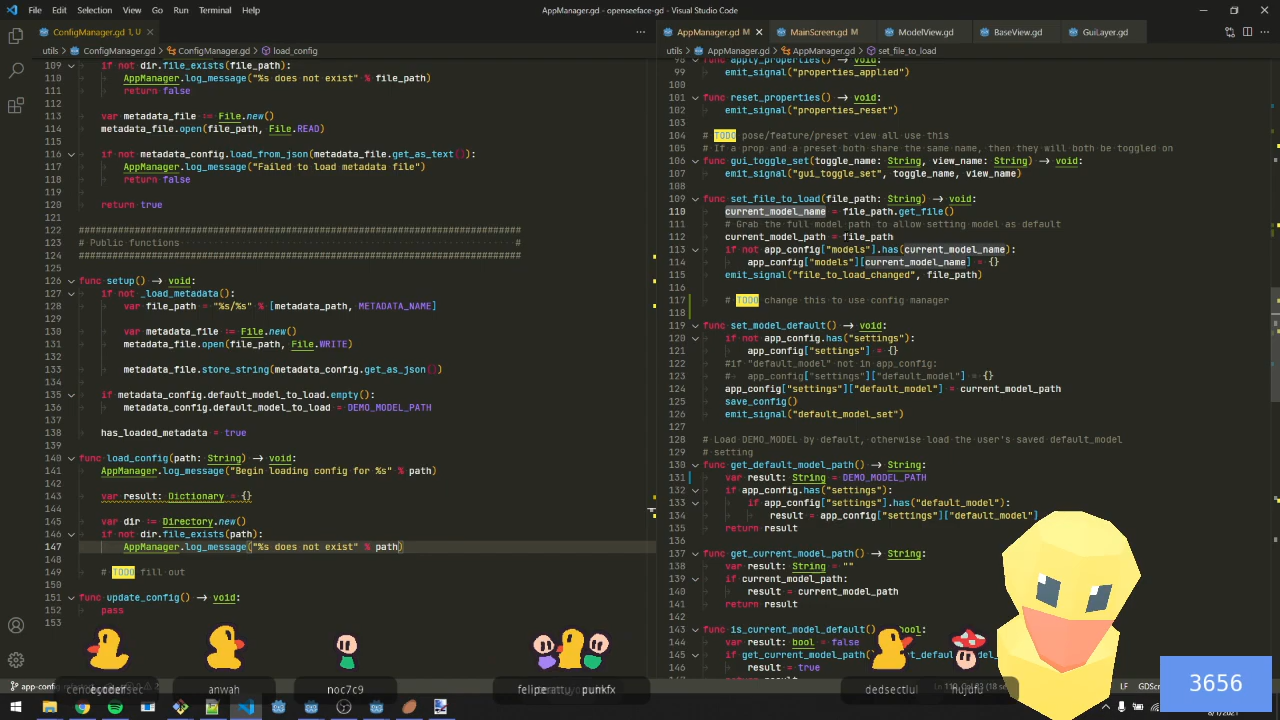 File Edit Selection View Go Run Terminal Help
AppManager.gd - openseeface-gd - Visual Studio Code
ConfigManager.gd 1, U
AppManager.gd M
MainScreen.gd M
ModelView.gd
BaseView.gd
GuiLayer.gd
utils > ConfigManager.gd > ConfigManager.gd > load_config
109 if not dir.file_exists(file_path):
110 AppManager.log_message("%s does not exist" % file_path)
111 return false
112
113 var metadata_file := File.new()
114 metadata_file.open(file_path, File.READ)
115
116 if not metadata_config.load_from_json(metadata_file.get_as_text()):
117 AppManager.log_message("Failed to load metadata file")
118 return false
119
120 return true
121
122 ################################################################################
123 # Public functions #
124 ################################################################################
125
126 func setup() -> void:
127 if not _load_metadata():
128 var file_path = "%s/%s" % [metadata_path, METADATA_NAME]
129
130 var metadata_file := File.new()
131 metadata_file.open(file_path, File.WRITE)
132
133 metadata_file.store_string(metadata_config.get_as_json())
134
135 if metadata_config.default_model_to_load.empty():
136 metadata_config.default_model_to_load = DEMO_MODEL_PATH
137
138 has_loaded_metadata = true
139
140 func load_config(path: String) -> void:
141 AppManager.log_message("Begin loading config for %s" % path)
142
143 var result: Dictionary = {}
144
145 var dir := Directory.new()
146 if not dir.file_exists(path):
147 AppManager.log_message("%s does not exist" % path)
148
149 # TODO fill out
150
151 func update_config() -> void:
152 pass
153
utils > AppManager.gd > AppManager.gd > set_file_to_load
98 func apply_properties() -> void:
99 emit_signal("properties_applied")
100
101 func reset_properties() -> void:
102 emit_signal("properties_reset")
103
104 # TODO pose/feature/preset view all use this
105 # If a prop and a preset both share the same name, then they will both be toggled on
106 func gui_toggle_set(toggle_name: String, view_name: String) -> void:
107 emit_signal("gui_toggle_set", toggle_name, view_name)
108
109 func set_file_to_load(file_path: String) -> void:
110 current_model_name = file_path.get_file()
111 # Grab the full model path to allow setting model as default
112 current_model_path = file_path
113 if not app_config["models"].has(current_model_name):
114 app_config["models"][current_model_name] = {}
115 emit_signal("file_to_load_changed", file_path)
116
117 # TODO change this to use config manager
118
119 func set_model_default() -> void:
120 if not app_config.has("settings"):
121 app_config["settings"] = {}
122 #if "default_model" not in app_config:
123 # app_config["settings"]["default_model"] = {}
124 app_config["settings"]["default_model"] = current_model_path
125 save_config()
126 emit_signal("default_model_set")
127
128 # Load DEMO_MODEL by default, otherwise load the user's saved default_model
129 # setting
130 func get_default_model_path() -> String:
131 var result: String = DEMO_MODEL_PATH
132 if app_config.has("settings"):
133 if app_config["settings"].has("default_model"):
134 result = app_config["settings"]["default_model"]
135 return result
136
137 func get_current_model_path() -> String:
138 var result: String = ""
139 if current_model_path:
140 result = current_model_path
141 return result
142
143 func is_current_model_default() bool:
144 var result: bool = false
145 if get_current_model_path()
146 result = true
147
anwah
noc7c9
dedsectlui
hujufu
LF
3656